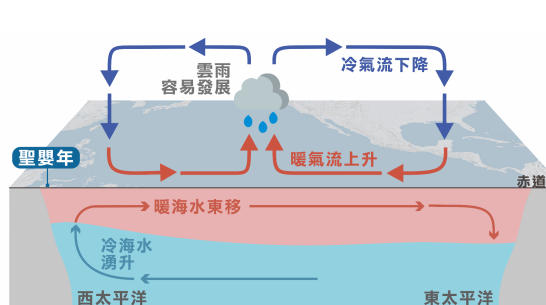 冷氣流下降
雲雨
容易發展
聖嬰年
暖氣流上升
赤道
暖海水東移
冷海水
湧升
西太平洋
東太平洋